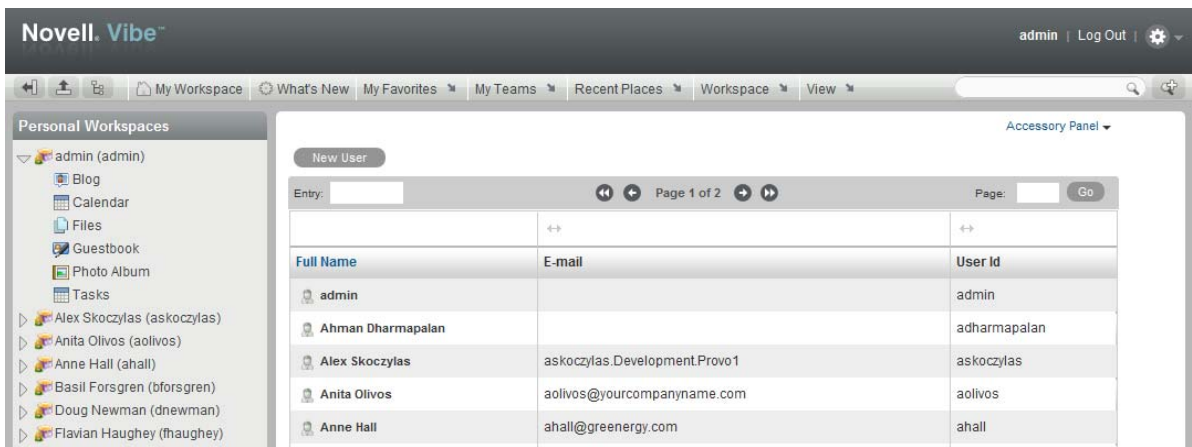 Novell. Vibe™
admin | Log Out |
My Workspace What's New My Favorites My Teams Recent Places Workspace View
Personal Workspaces
admin (admin)
Blog
Calendar
Files
Guestbook
Photo Album
Tasks
Alex Skoczylas (askoczylas)
Anita Olivos (aolivos)
Anne Hall (ahall)
Basil Forsgren (bforsgren)
Doug Newman (dnewman)
Flavian Haughey (fhaughey)
Accessory Panel
New User
Entry: Page 1 of 2 Page: Go
Full Name E-mail User Id
admin admin
Ahman Dharmapalan adharmapalan
Alex Skoczylas askoczylas.Development.Provo1 askoczylas
Anita Olivos aolivos@yourcompanyname.com aolivos
Anne Hall ahall@greenergy.com ahall